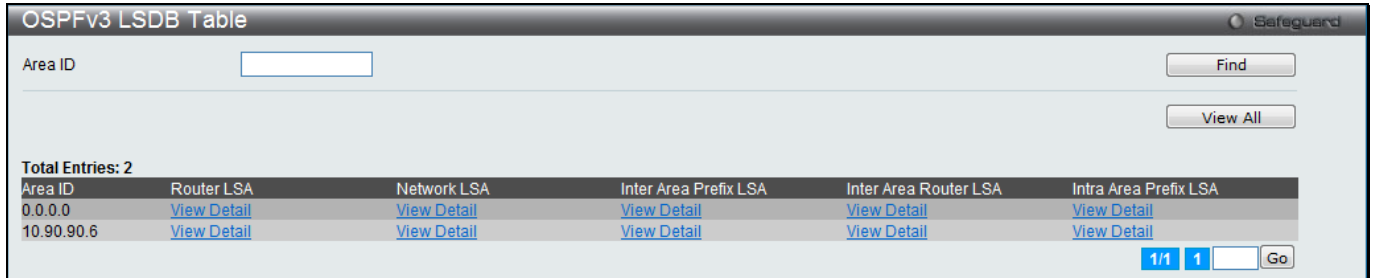 OSPFv3 LSDB Table
Safeguard
Area ID
Find
View All
Total Entries: 2
Area ID Router LSA Network LSA Inter Area Prefix LSA Inter Area Router LSA Intra Area Prefix LSA
0.0.0.0 View Detail View Detail View Detail View Detail View Detail
10.90.90.6 View Detail View Detail View Detail View Detail View Detail
1/1 1 Go